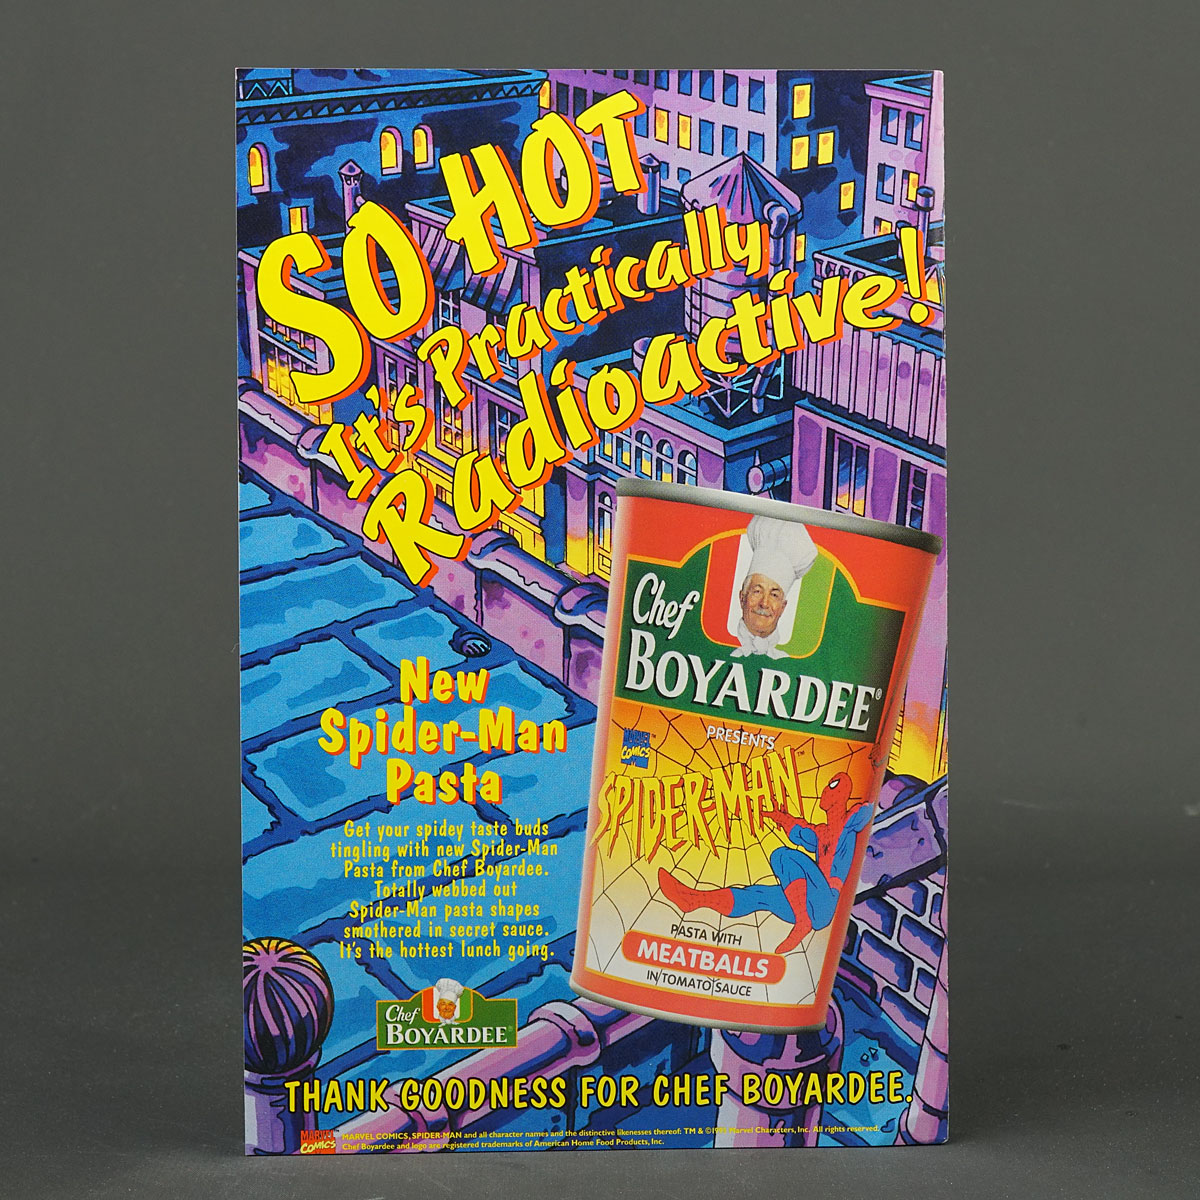 SO HOT
It's Practically
Radioactive!
Chef
BOYARDEE®
PRESENTS
MARVEL
COMICS
SPIDER-MAN™
PASTA WITH
MEATBALLS
IN TOMATO SAUCE
New
Spider-Man
Pasta
Get your spidey taste buds
tingling with new Spider-Man
Pasta from Chef Boyardee.
Totally webbed out
Spider-Man pasta shapes
smothered in secret sauce.
It's the hottest lunch going.
Chef
BOYARDEE®
THANK GOODNESS FOR CHEF BOYARDEE.
MARVEL
COMICS
MARVEL COMICS, SPIDER-MAN and all character names and the distinctive likenesses thereof: TM & © Marvel Characters, Inc. All rights reserved.
Chef Boyardee and logo are registered trademarks of American Home Food Products, Inc.